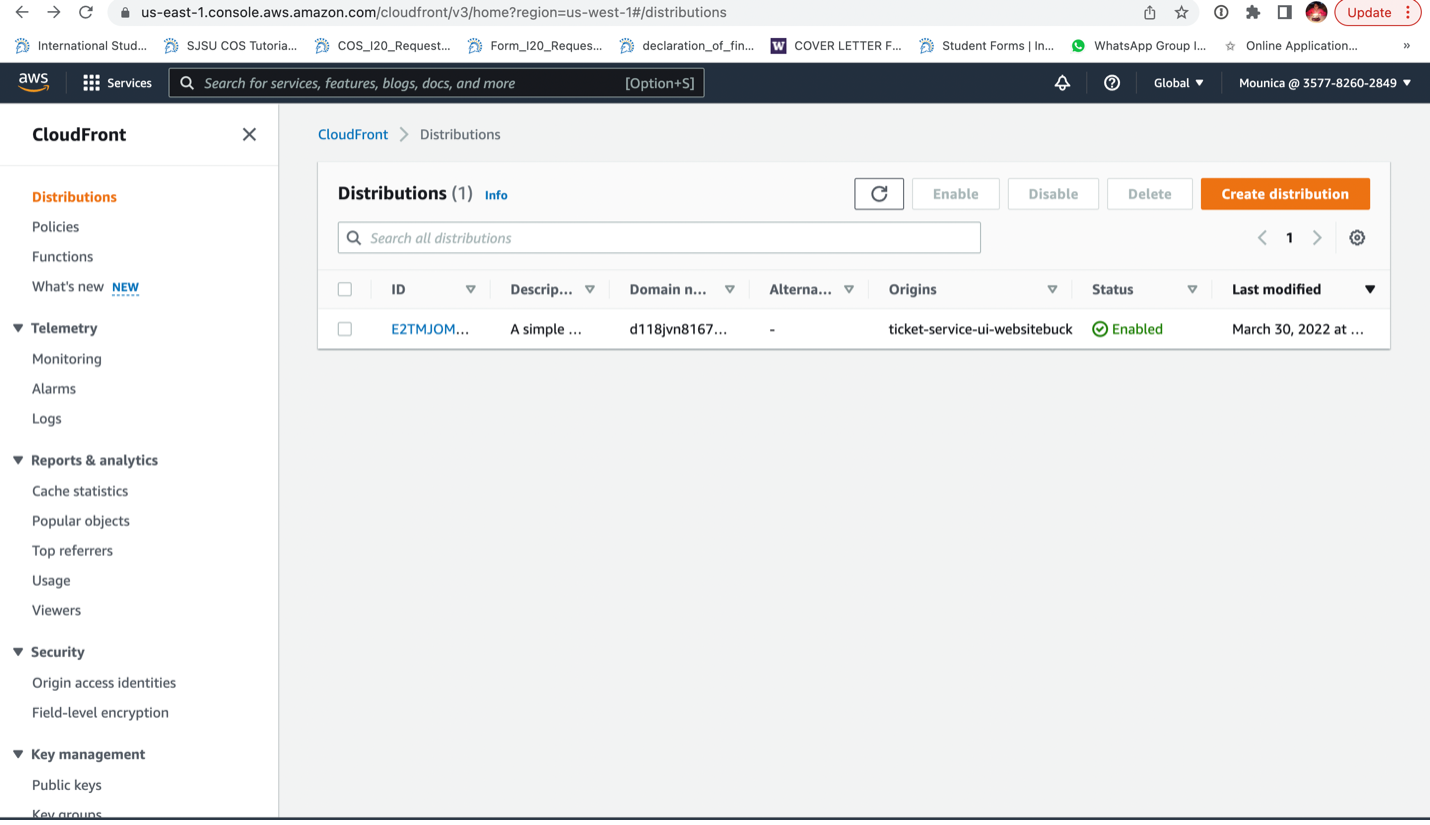 us-east-1.console.aws.amazon.com/cloudfront/v3/home?region=us-west-1#/distributions
Update
International Stud...
SJSU COS Tutoria...
COS_I20_Request...
Form_I20_Reques...
declaration_of_fin...
W COVER LETTER F...
Student Forms | In...
WhatsApp Group I...
Online Application...
»
aws
Services
Search for services, features, blogs, docs, and more
[Option+S]
Global
Mounica @ 3577-8260-2849
CloudFront
Distributions
Policies
Functions
What's new NEW
Telemetry
Monitoring
Alarms
Logs
Reports & analytics
Cache statistics
Popular objects
Top referrers
Usage
Viewers
Security
Origin access identities
Field-level encryption
Key management
Public keys
Key groups
CloudFront > Distributions
Distributions (1) Info
Enable
Disable
Delete
Create distribution
Search all distributions
1
ID Descrip... Domain n... Alterna... Origins Status Last modified
E2TMJOM... A simple ... d118jvn8167... - ticket-service-ui-websitebuck Enabled March 30, 2022 at ...